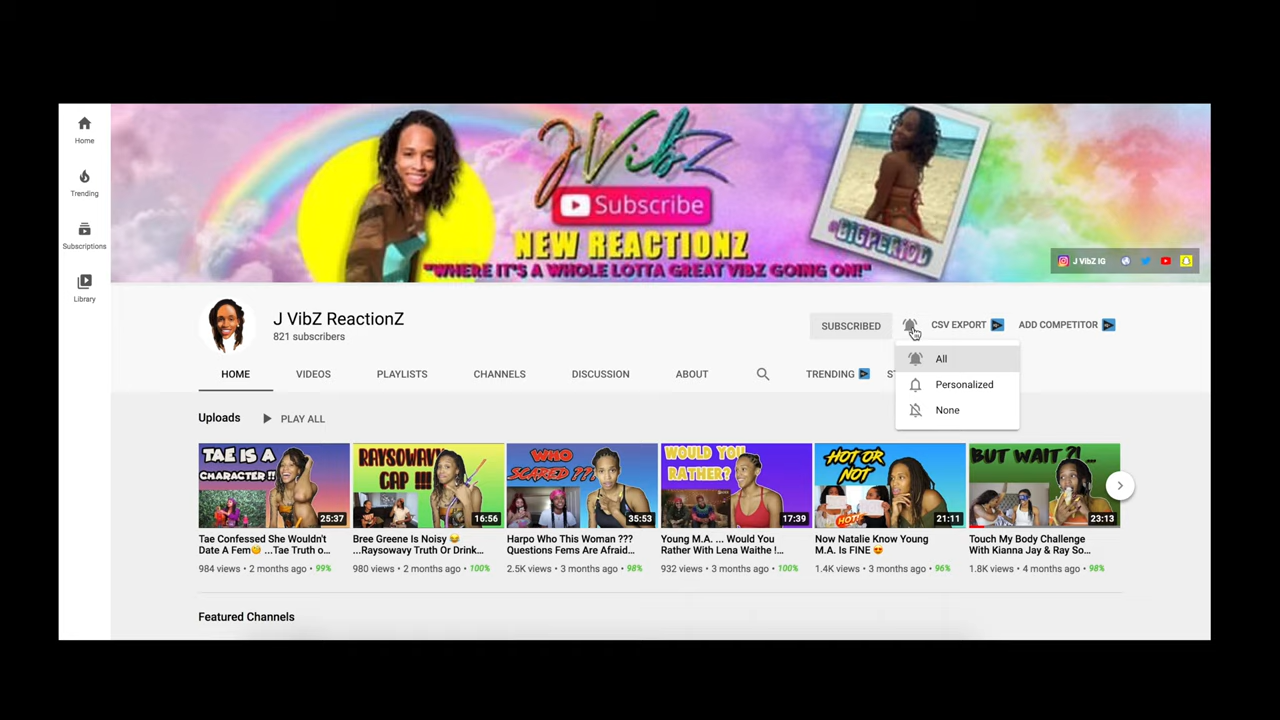 Home
Trending
Subscriptions
Library
JVibZ
Subscribe
NEW REACTIONZ
"WHERE IT'S A WHOLE LOTTA GREAT VIBZ GOING ON!"
@BIGPERIOD
J VibZ IG
J VibZ ReactionZ
821 subscribers
SUBSCRIBED
CSV EXPORT
ADD COMPETITOR
All
Personalized
None
HOME
VIDEOS
PLAYLISTS
CHANNELS
DISCUSSION
ABOUT
TRENDING
Uploads
PLAY ALL
TAE IS A
CHARACTER !!
25:37
RAYSOWAVY
CAP !!!
16:56
WHO
SCARED ???
35:53
WOULD YOU
RATHER?
17:39
HOT OR
NOT
HOT!
21:11
BUT WAIT ?! ...
23:13
Tae Confessed She Wouldn't
Date A Fem😏 ...Tae Truth o...
984 views • 2 months ago • 99%
Bree Greene Is Noisy 😂
...Raysowavy Truth Or Drink...
980 views • 2 months ago • 100%
Harpo Who This Woman ???
Questions Fems Are Afraid...
2.5K views • 3 months ago • 98%
Young M.A. ... Would You
Rather With Lena Waithe !...
932 views • 3 months ago • 100%
Now Natalie Know Young
M.A. Is FINE 😍
1.4K views • 3 months ago • 96%
Touch My Body Challenge
With Kianna Jay & Ray So...
1.8K views • 4 months ago • 98%
Featured Channels